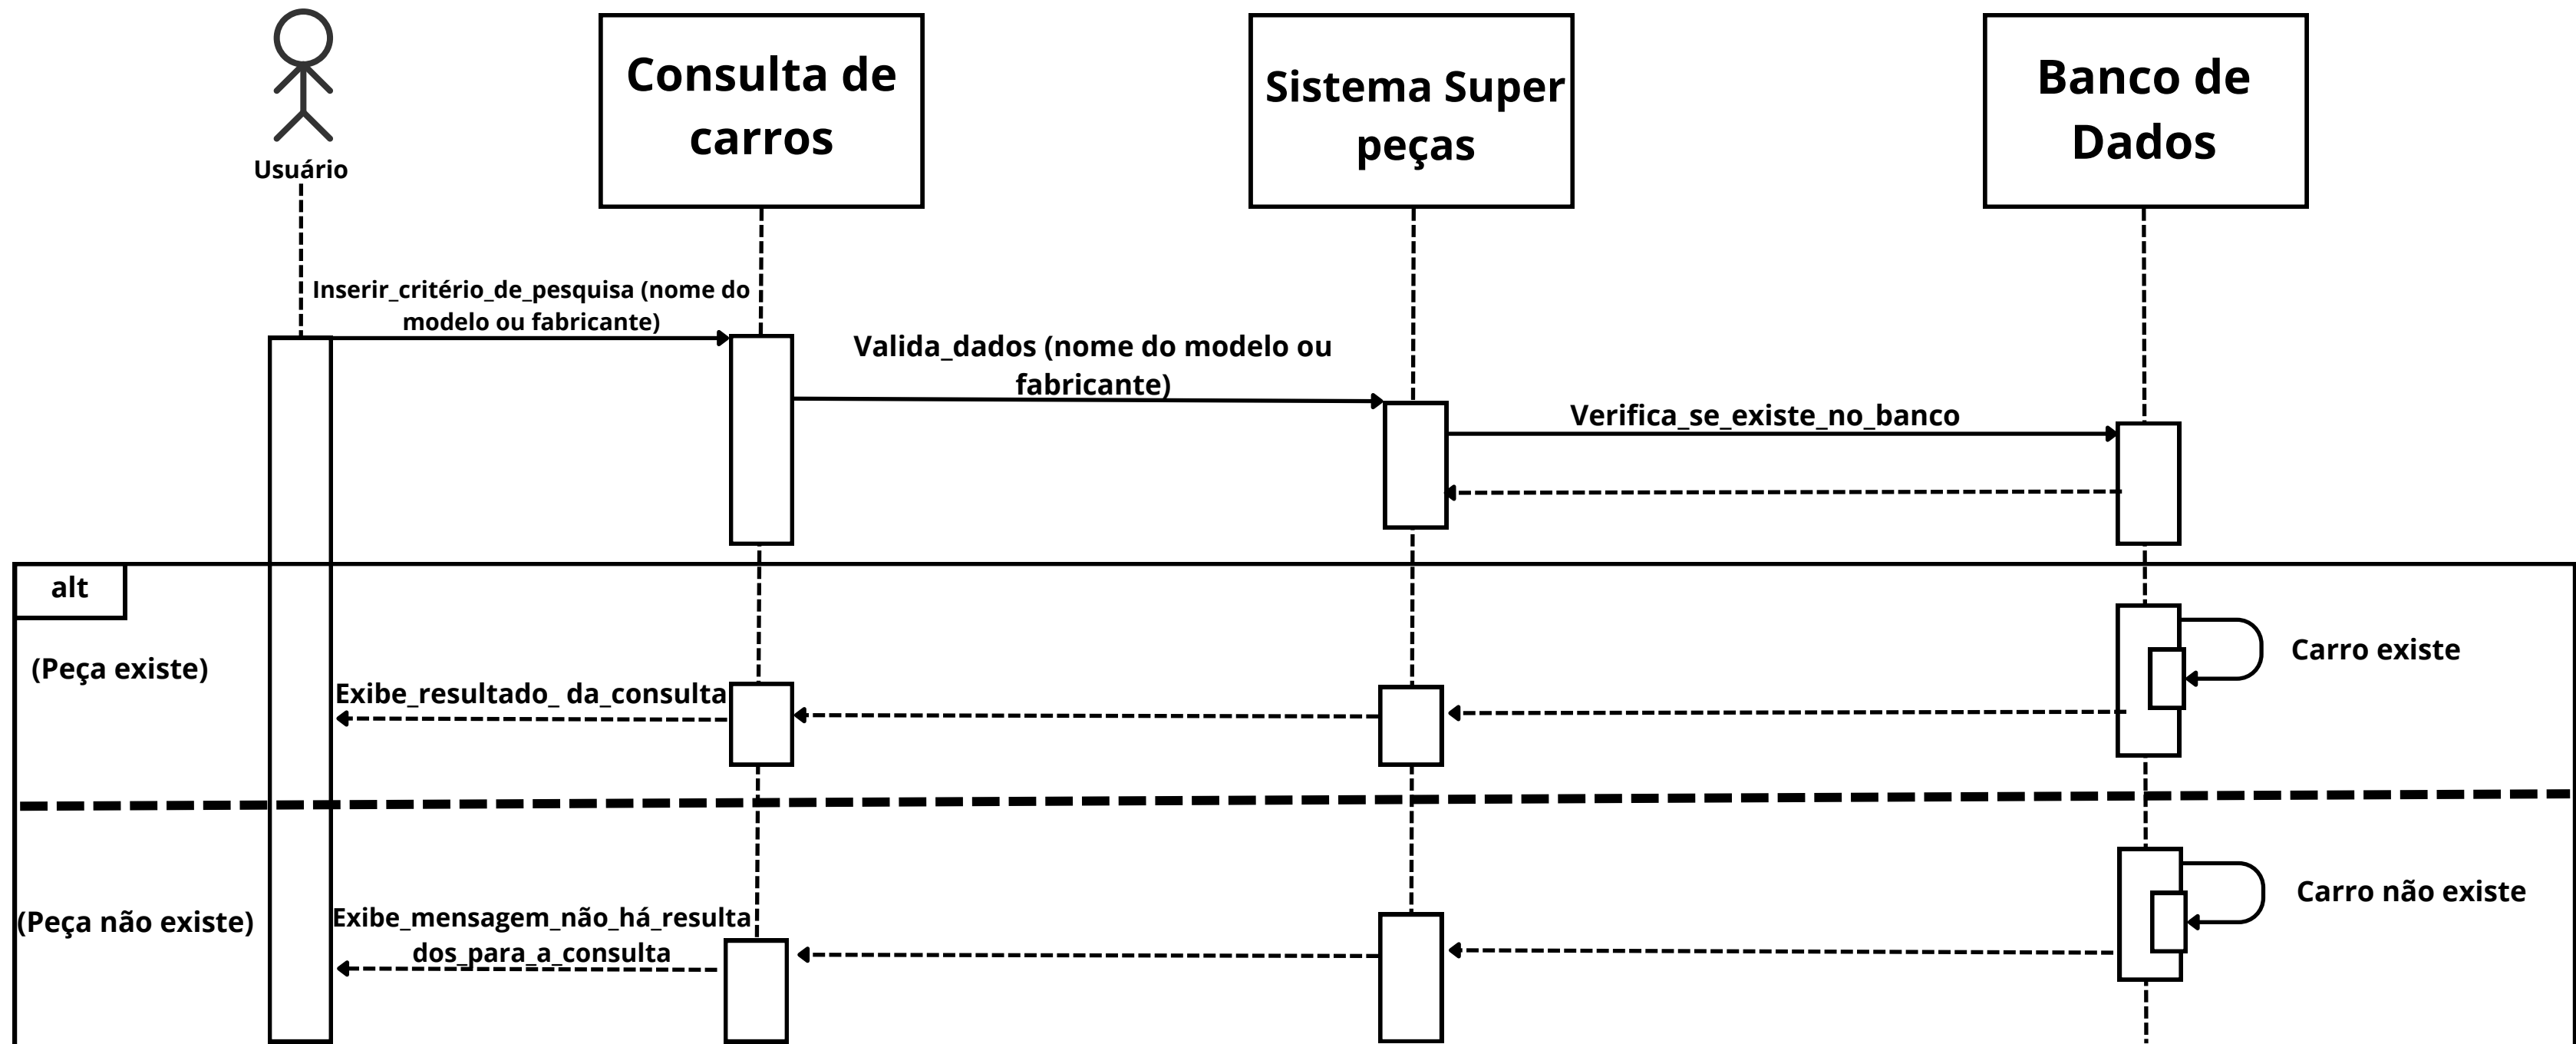 Usuário
Consulta de
carros
Sistema Super
peças
Banco de
Dados
Inserir_critério_de_pesquisa (nome do
modelo ou fabricante)
Valida_dados (nome do modelo ou
fabricante)
Verifica_se_existe_no_banco
alt
(Peça existe)
Exibe_resultado_ da_consulta
Carro existe
(Peça não existe)
Exibe_mensagem_não_há_resulta
dos_para_a_consulta
Carro não existe